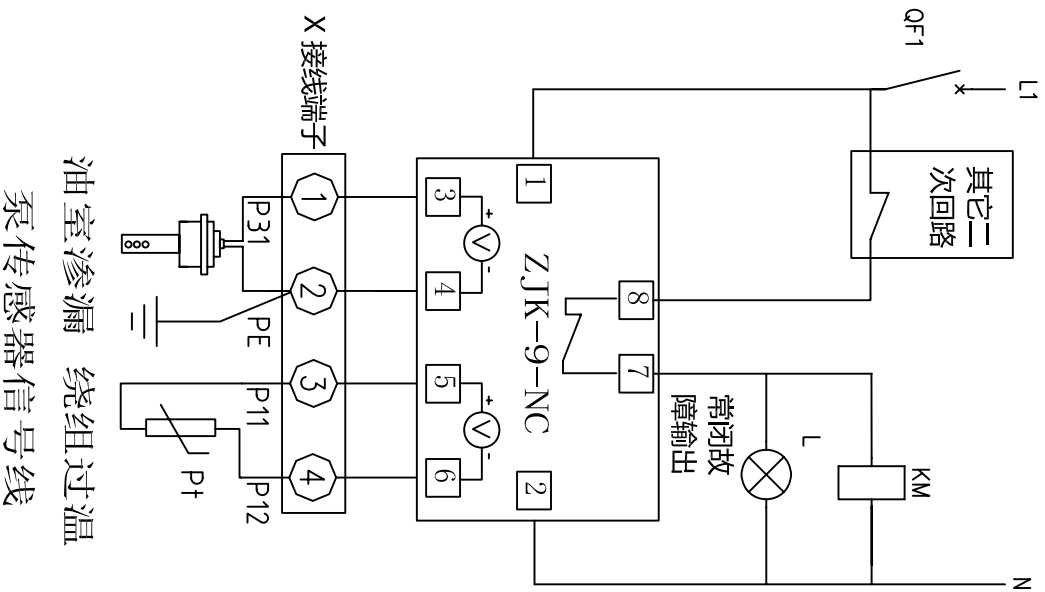 L1
N
其它二
次回路
QF1
KM
L
常闭故
障输出
8
7
1
ZJK-9-NC
2
+
V
-
+
V
-
3
4
5
6
X 接线端子
1
2
3
4
P31
PE
P11
P12
Pt
油室渗漏 绕组过温
泵传感器信号线